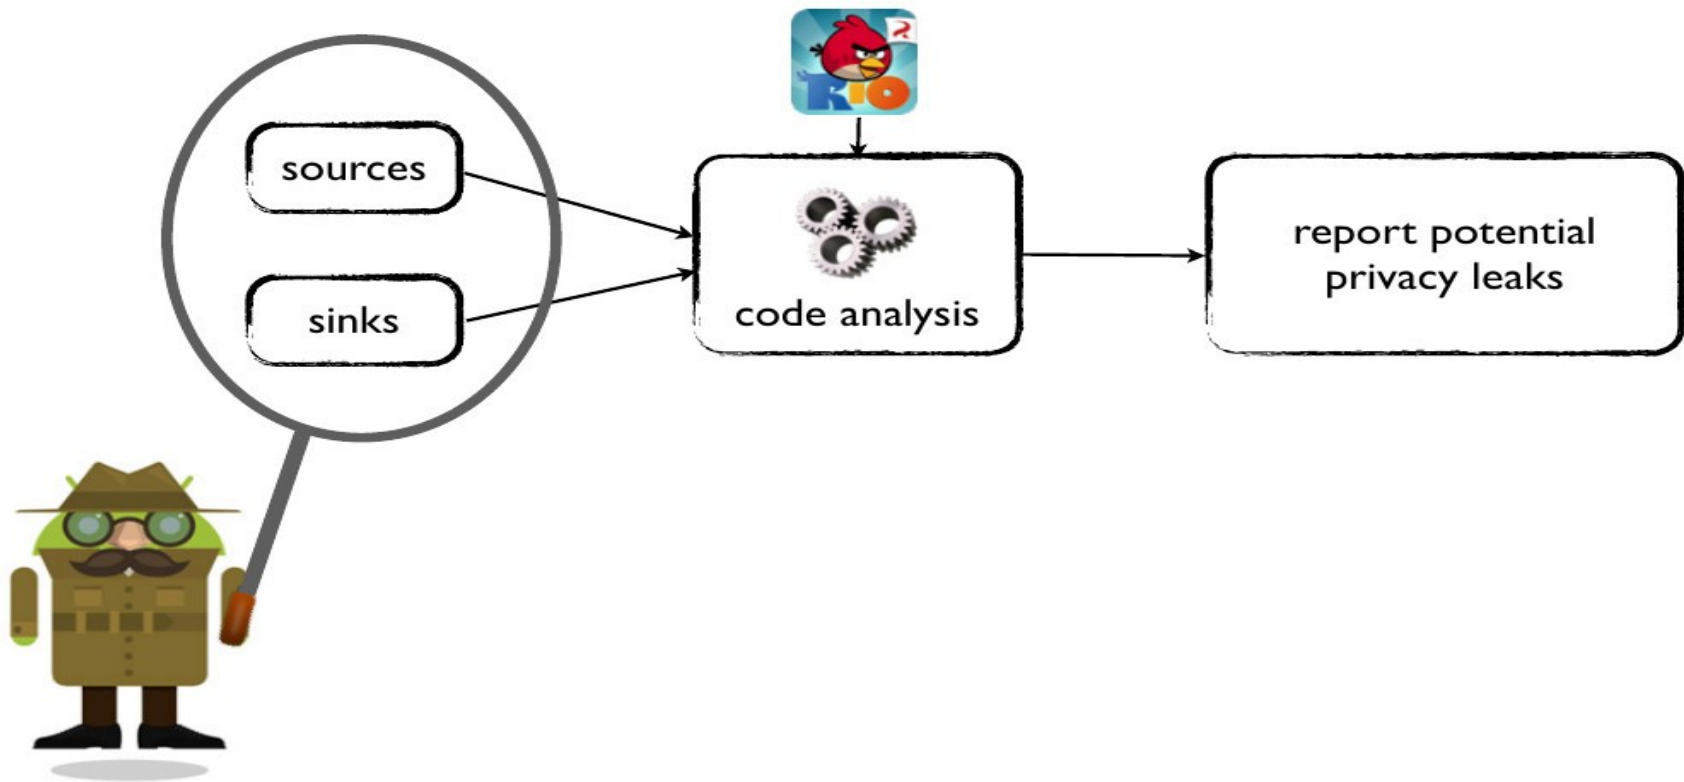 sources
sinks
RIO
code analysis
report potential
privacy leaks